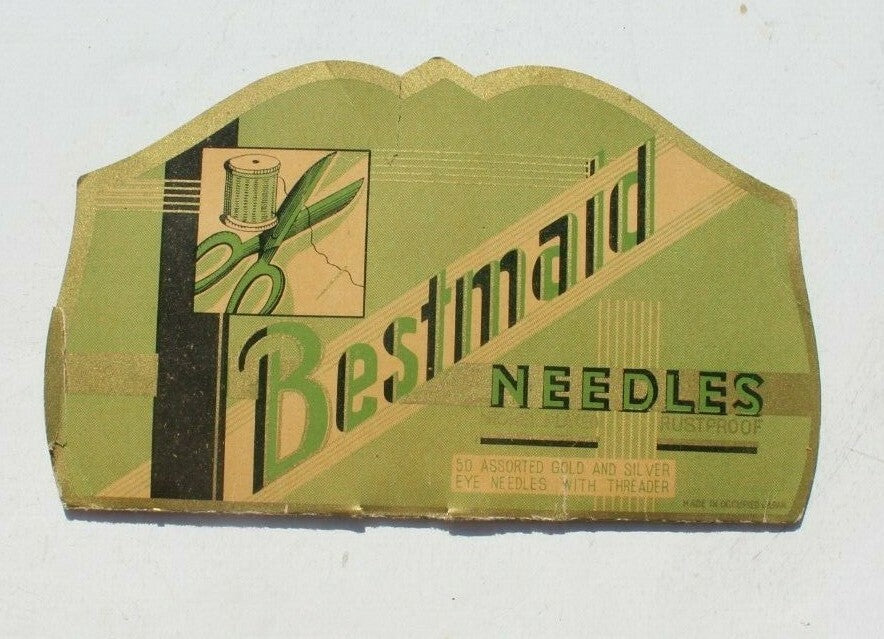 Bestmaid
NEEDLES
RUSTPROOF
50 ASSORTED GOLD AND SILVER
EYE NEEDLES WITH THREADER
MADE IN OCCUPIED JAPAN